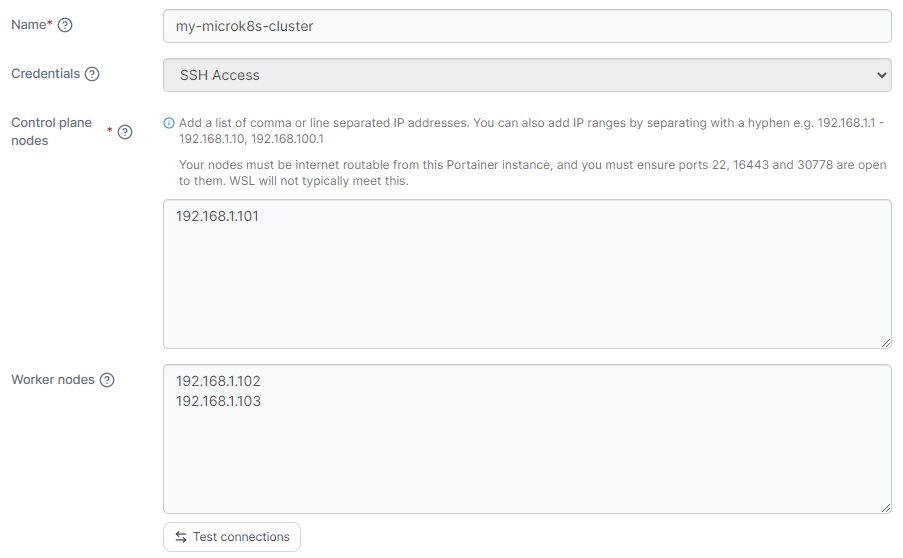 Name*
my-microk8s-cluster
Credentials
SSH Access
Control plane
nodes *
Add a list of comma or line separated IP addresses. You can also add IP ranges by separating with a hyphen e.g. 192.168.1.1 -
192.168.1.10, 192.168.100.1
Your nodes must be internet routable from this Portainer instance, and you must ensure ports 22, 16443 and 30778 are open
to them. WSL will not typically meet this.
192.168.1.101
Worker nodes
192.168.1.102
192.168.1.103
Test connections